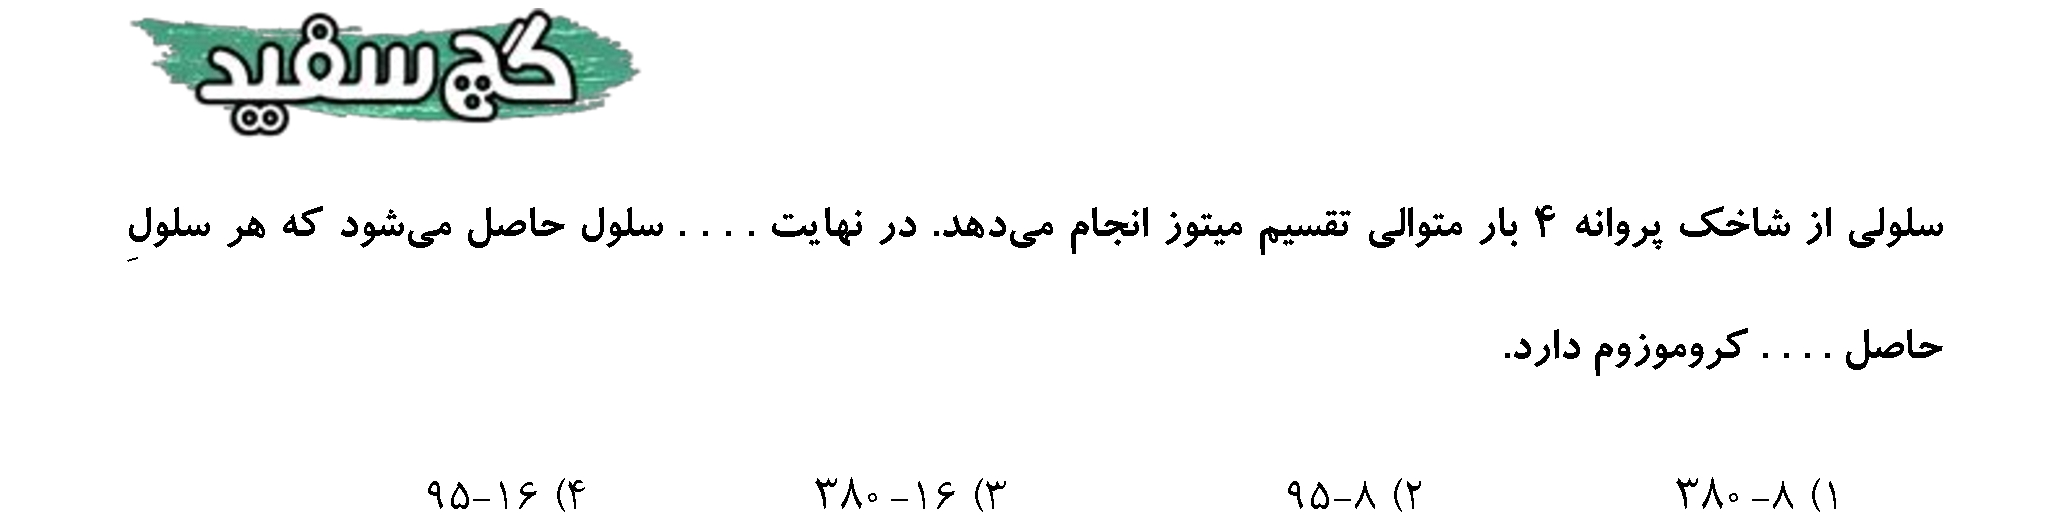 گچ سفید
سلولی از شاخک پروانه ۴ بار متوالی تقسیم میتوز انجام می‌دهد. در نهایت . . . . سلول حاصل می‌شود که هر سلولِ
حاصل . . . . کروموزوم دارد.
۱) ۸– ۳۸۰ ۲) ۸–۹۵ ۳) ۱۶– ۳۸۰ ۴) ۱۶–۹۵